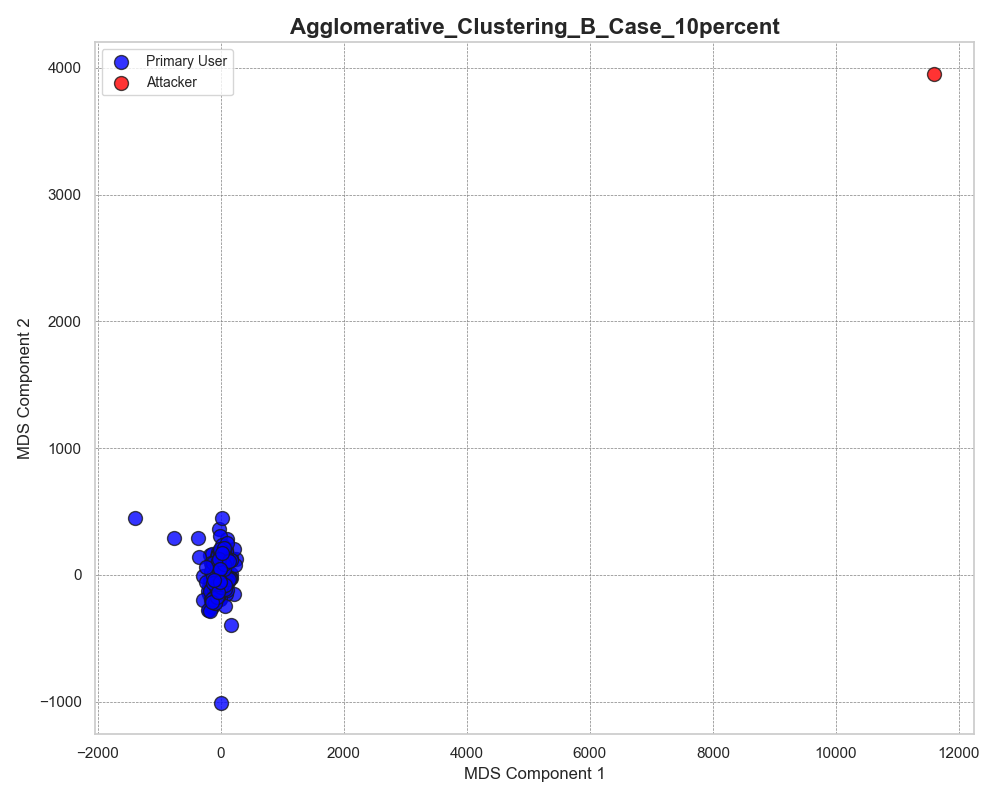 Agglomerative_Clustering_B_Case_10percent
Primary User
Attacker
4000
3000
2000
1000
0
−1000
MDS Component 2
−2000 0 2000 4000 6000 8000 10000 12000
MDS Component 1